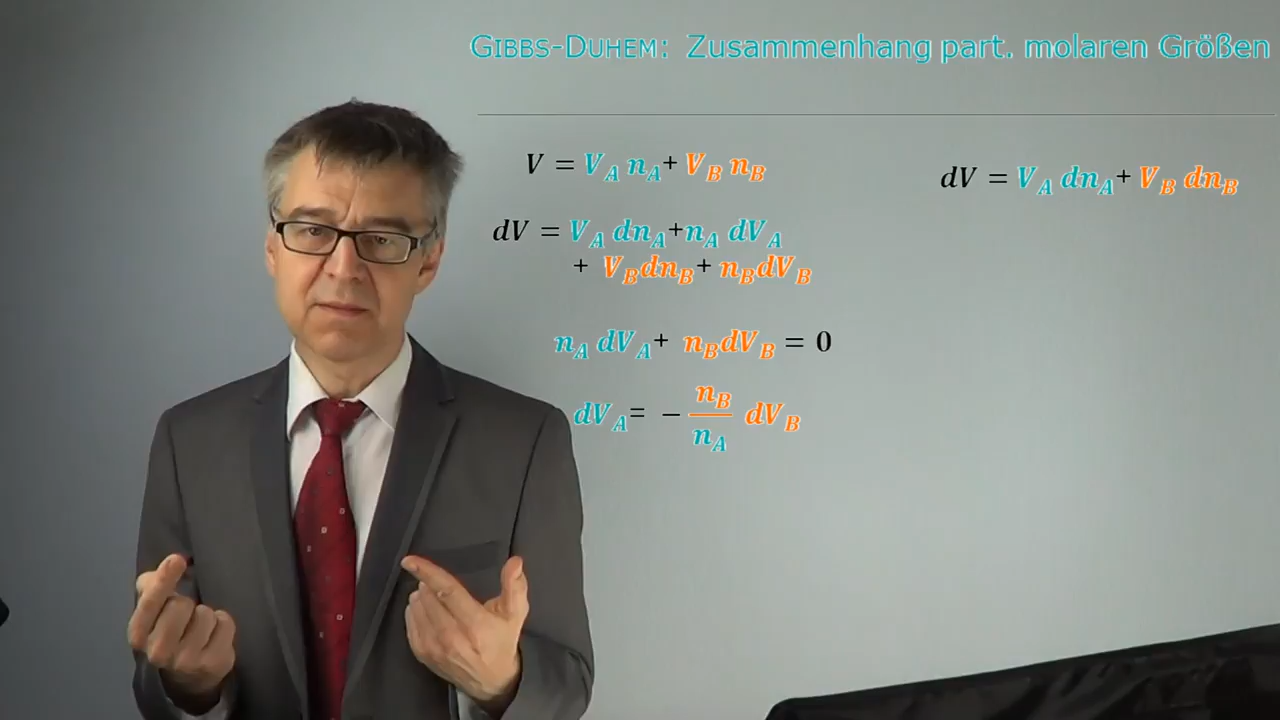 GIBBS-DUHEM: Zusammenhang part. molaren Größen
V = V_A n_A + V_B n_B
dV = V_A dn_A + V_B dn_B
dV = V_A dn_A + n_A dV_A
+ V_B dn_B + n_B dV_B
n_A dV_A + n_B dV_B = 0
dV_A = − n_B/n_A dV_B